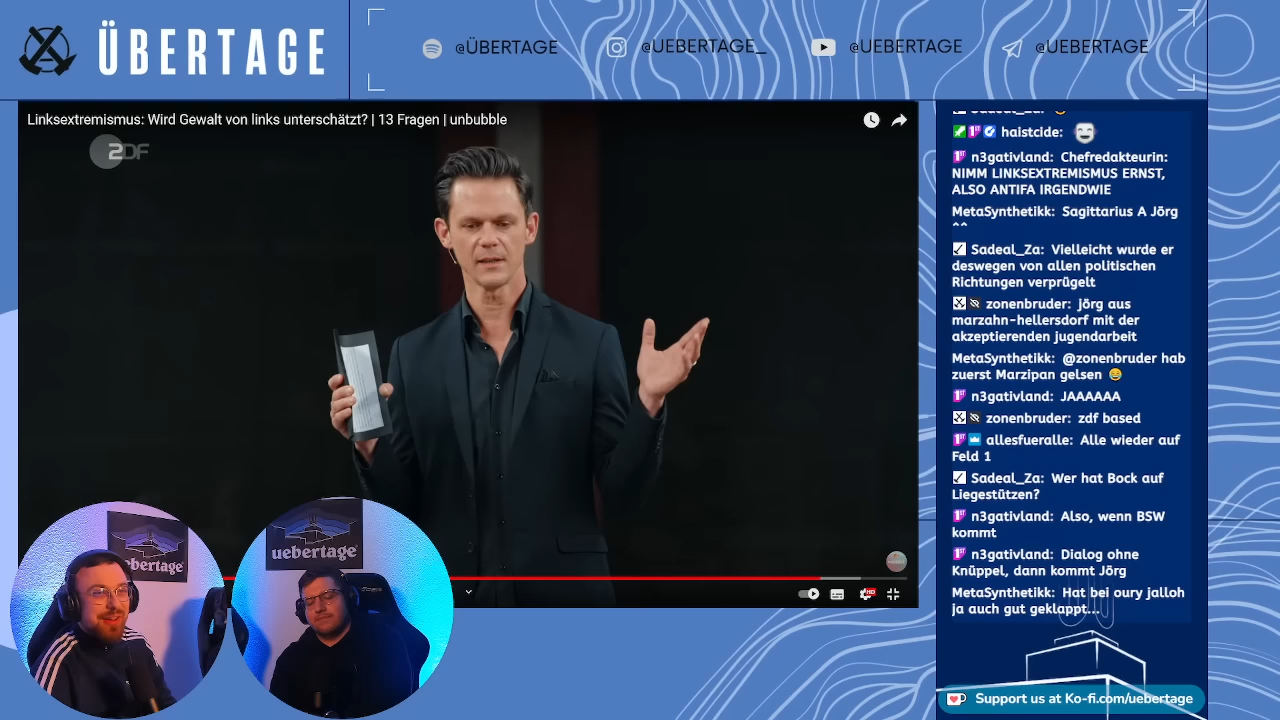 ÜBERTAGE
@ÜBERTAGE
@UEBERTAGE_
@UEBERTAGE
@UEBERTAGE
Linksextremismus: Wird Gewalt von links unterschätzt? | 13 Fragen | unbubble
ZDF
HD
uebertage
uebertage
Sadeal_Za:
haistcide:
n3gativland: Chefredakteurin:
NIMM LINKSEXTREMISMUS ERNST,
ALSO ANTIFA IRGENDWIE
MetaSynthetikk: Sagittarius A Jörg
^^
Sadeal_Za: Vielleicht wurde er
deswegen von allen politischen
Richtungen verprügelt
zonenbruder: jörg aus
marzahn-hellersdorf mit der
akzeptierenden jugendarbeit
MetaSynthetikk: @zonenbruder hab
zuerst Marzipan gelsen 😄
n3gativland: JAAAAAA
zonenbruder: zdf based
allesfueralle: Alle wieder auf
Feld 1
Sadeal_Za: Wer hat Bock auf
Liegestützen?
n3gativland: Also, wenn BSW
kommt
n3gativland: Dialog ohne
Knüppel, dann kommt Jörg
MetaSynthetikk: Hat bei oury jalloh
ja auch gut geklappt...
Support us at Ko-fi.com/uebertage